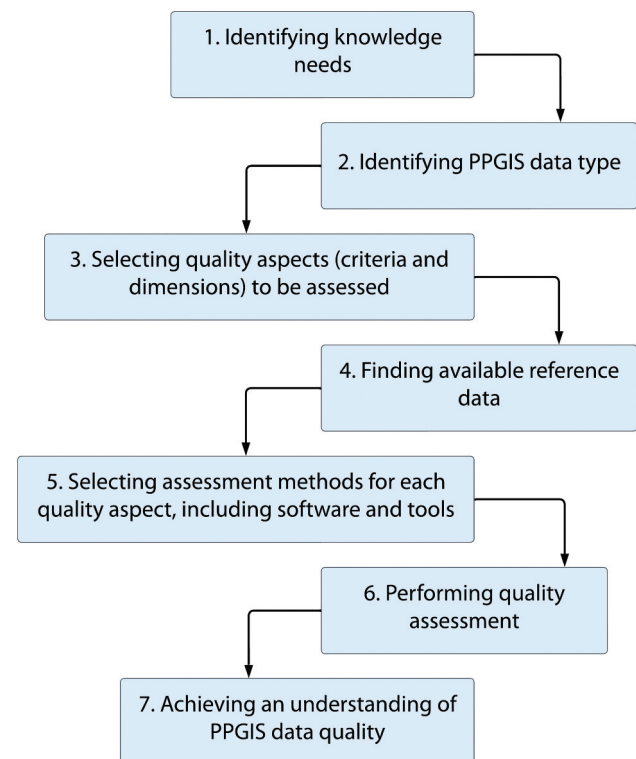 1. Identifying knowledge
needs
2. Identifying PPGIS data type
3. Selecting quality aspects (criteria and
dimensions) to be assessed
4. Finding available reference
data
5. Selecting assessment methods for each
quality aspect, including software and tools
6. Performing quality
assessment
7. Achieving an understanding of
PPGIS data quality